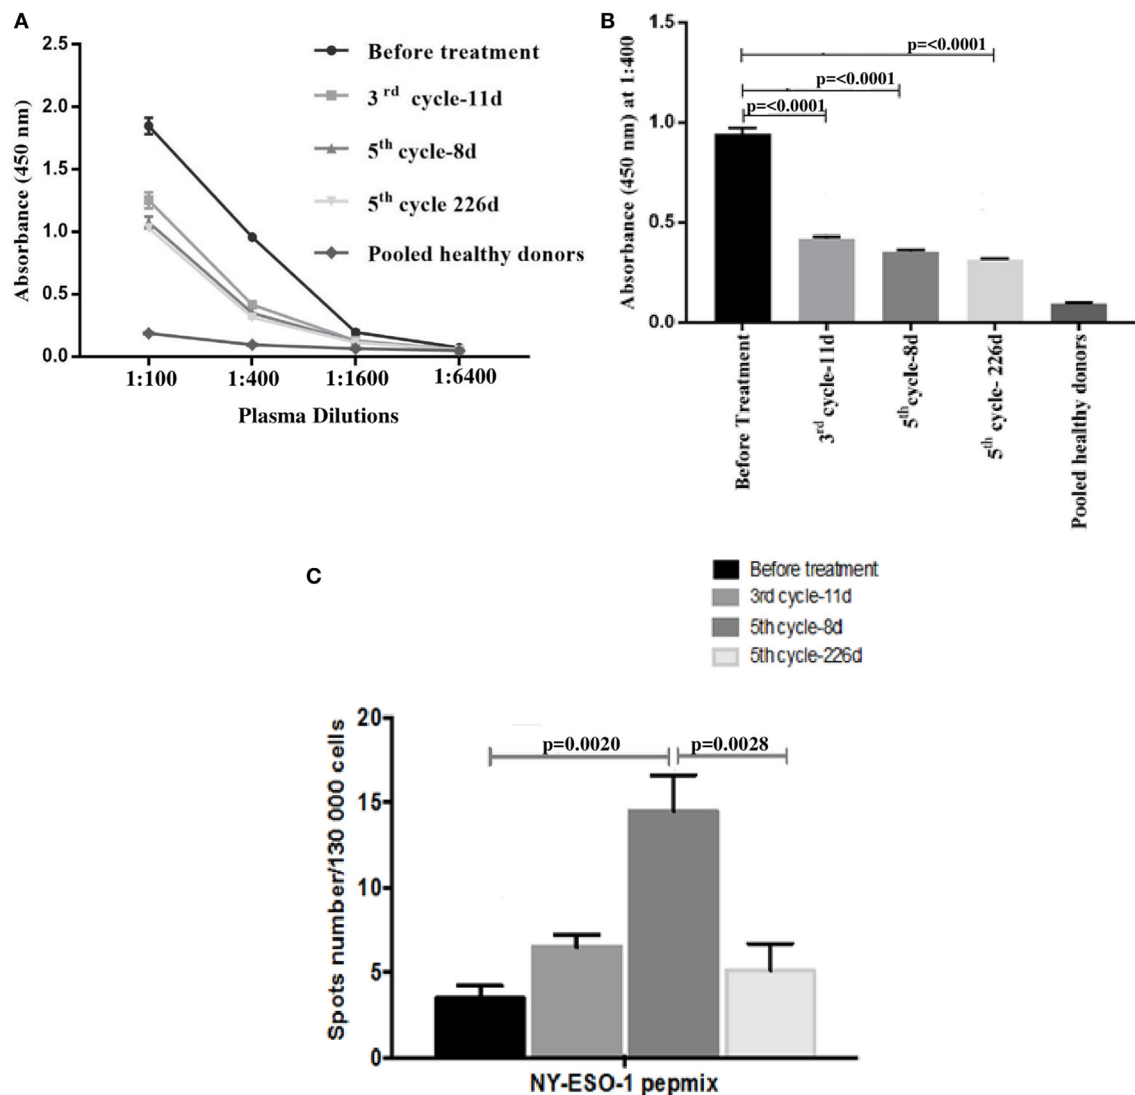 A
Absorbance (450 nm)
2.5
2.0
1.5
1.0
0.5
0.0
1:100 1:400 1:1600 1:6400
Plasma Dilutions
Before treatment
3 rd cycle-11d
5th cycle-8d
5th cycle 226d
Pooled healthy donors
B
Absorbance (450 nm) at 1:400
1.5
1.0
0.5
0.0
p=<0.0001
p=<0.0001
p=<0.0001
Before Treatment
3rd cycle-11d
5thcycle-8d
5th cycle- 226d
Pooled healthy donors
C
Before treatment
3rd cycle-11d
5th cycle-8d
5th cycle-226d
Spots number/130 000 cells
20
15
10
5
0
p=0.0020 p=0.0028
NY-ESO-1 pepmix